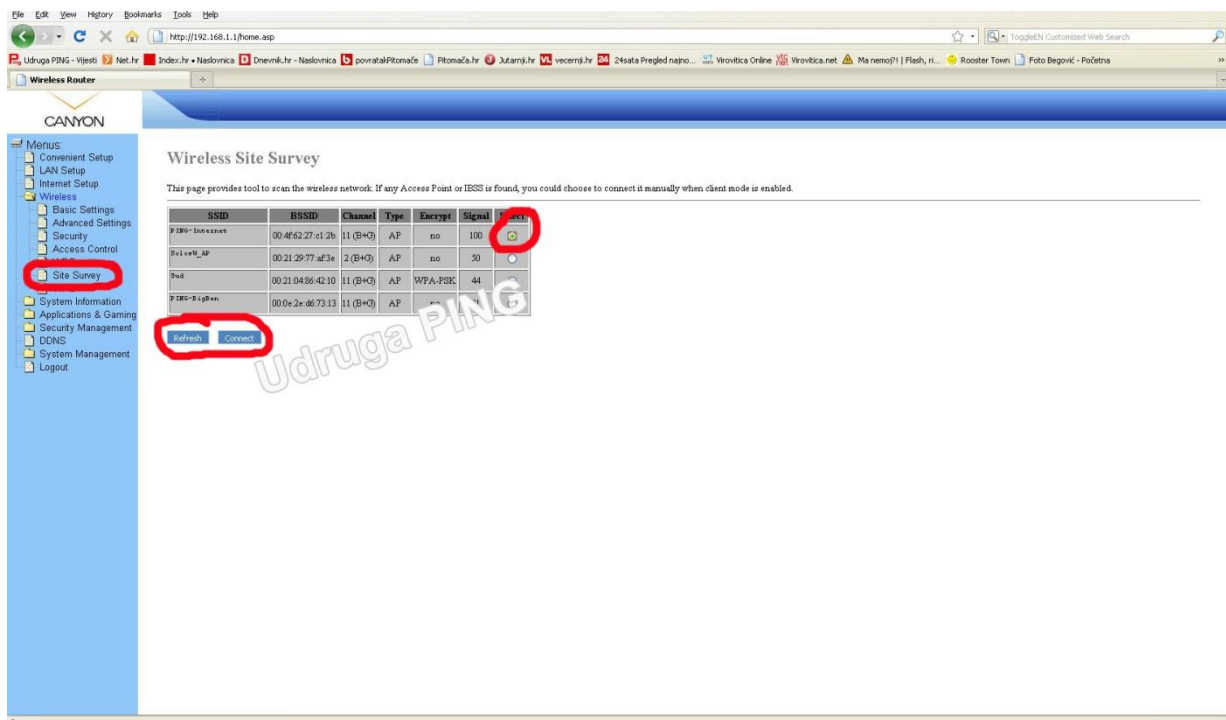 File Edit View History Bookmarks Tools Help
http://192.168.1.1/home.asp
ToggleEN Customized Web Search
Udruga PING - Vijesti Net.hr Index.hr • Naslovnica Dnevnik.hr - Naslovnica povratakPitomače Pitomača.hr Jutarnji.hr vecernji.hr 24sata Pregled najno... Virovitica Online Virovitica.net Ma nemoj?! | Flash, ri... Rooster Town Foto Begović - Početna
Wireless Router
CANYON
Menus:
Convenient Setup
LAN Setup
Internet Setup
Wireless
Basic Settings
Advanced Settings
Security
Access Control
Site Survey
System Information
Applications & Gaming
Security Management
DDNS
System Management
Logout
Wireless Site Survey
This page provides tool to scan the wireless network. If any Access Point or IBSS is found, you could choose to connect it manually when client mode is enabled.
SSID BSSID Channel Type Encrypt Signal Select
PING-Internet 00:4f:62:27:c1:2b 11 (B+G) AP no 100
00:21:29:77:af:3e 2 (B+G) AP no 50
00:21:04:86:42:10 11 (B+G) AP WPA-PSK 44
PING-BigBen 00:0e:2e:d6:73:13 11 (B+G) AP no
Refresh Connect
Udruga PING